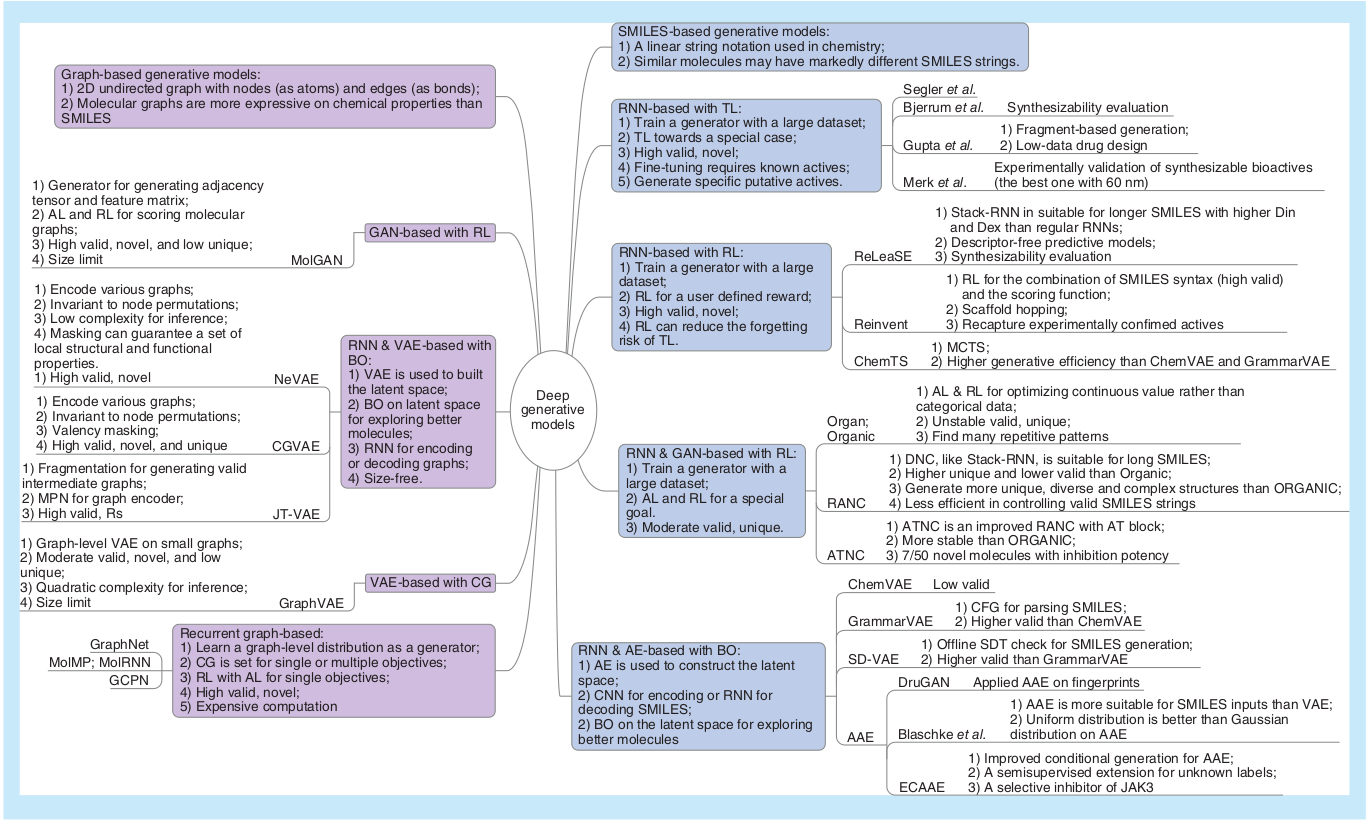 Graph-based generative models:
1) 2D undirected graph with nodes (as atoms) and edges (as bonds);
2) Molecular graphs are more expressive on chemical properties than
SMILES
1) Generator for generating adjacency
tensor and feature matrix;
2) AL and RL for scoring molecular
graphs;
3) High valid, novel, and low unique;
4) Size limit
MolGAN
GAN-based with RL
1) Encode various graphs;
2) Invariant to node permutations;
3) Low complexity for inference;
4) Masking can guarantee a set of
local structural and functional
properties.
1) High valid, novel
NeVAE
1) Encode various graphs;
2) Invariant to node permutations;
3) Valency masking;
4) High valid, novel, and unique
CGVAE
1) Fragmentation for generating valid
intermediate graphs;
2) MPN for graph encoder;
3) High valid, Rs
JT-VAE
RNN & VAE-based with
BO:
1) VAE is used to built
the latent space;
2) BO on latent space
for exploring better
molecules;
3) RNN for encoding
or decoding graphs;
4) Size-free.
1) Graph-level VAE on small graphs;
2) Moderate valid, novel, and low
unique;
3) Quadratic complexity for inference;
4) Size limit
GraphVAE
VAE-based with CG
GraphNet
MolMP; MolRNN
GCPN
Recurrent graph-based:
1) Learn a graph-level distribution as a generator;
2) CG is set for single or multiple objectives;
3) RL with AL for single objectives;
4) High valid, novel;
5) Expensive computation
Deep
generative
models
SMILES-based generative models:
1) A linear string notation used in chemistry;
2) Similar molecules may have markedly different SMILES strings.
RNN-based with TL:
1) Train a generator with a large dataset;
2) TL towards a special case;
3) High valid, novel;
4) Fine-tuning requires known actives;
5) Generate specific putative actives.
Segler et al.
Bjerrum et al. Synthesizability evaluation
Gupta et al.
1) Fragment-based generation;
2) Low-data drug design
Merk et al.
Experimentally validation of synthesizable bioactives
(the best one with 60 nm)
RNN-based with RL:
1) Train a generator with a large
dataset;
2) RL for a user defined reward;
3) High valid, novel;
4) RL can reduce the forgetting
risk of TL.
ReLeaSE
1) Stack-RNN in suitable for longer SMILES with higher Din
and Dex than regular RNNs;
2) Descriptor-free predictive models;
3) Synthesizability evaluation
Reinvent
1) RL for the combination of SMILES syntax (high valid)
and the scoring function;
2) Scaffold hopping;
3) Recapture experimentally confimed actives
ChemTS
1) MCTS;
2) Higher generative efficiency than ChemVAE and GrammarVAE
RNN & GAN-based with RL:
1) Train a generator with a
large dataset;
2) AL and RL for a special
goal.
3) Moderate valid, unique.
Organ;
Organic
1) AL & RL for optimizing continuous value rather than
categorical data;
2) Unstable valid, unique;
3) Find many repetitive patterns
RANC
1) DNC, like Stack-RNN, is suitable for long SMILES;
2) Higher unique and lower valid than Organic;
3) Generate more unique, diverse and complex structures than ORGANIC;
4) Less efficient in controlling valid SMILES strings
ATNC
1) ATNC is an improved RANC with AT block;
2) More stable than ORGANIC;
3) 7/50 novel molecules with inhibition potency
RNN & AE-based with BO:
1) AE is used to construct the latent
space;
2) CNN for encoding or RNN for
decoding SMILES;
2) BO on the latent space for exploring
better molecules
ChemVAE Low valid
GrammarVAE
1) CFG for parsing SMILES;
2) Higher valid than ChemVAE
SD-VAE
1) Offline SDT check for SMILES generation;
2) Higher valid than GrammarVAE
AAE
DruGAN Applied AAE on fingerprints
Blaschke et al.
1) AAE is more suitable for SMILES inputs than VAE;
2) Uniform distribution is better than Gaussian
distribution on AAE
ECAAE
1) Improved conditional generation for AAE;
2) A semisupervised extension for unknown labels;
3) A selective inhibitor of JAK3